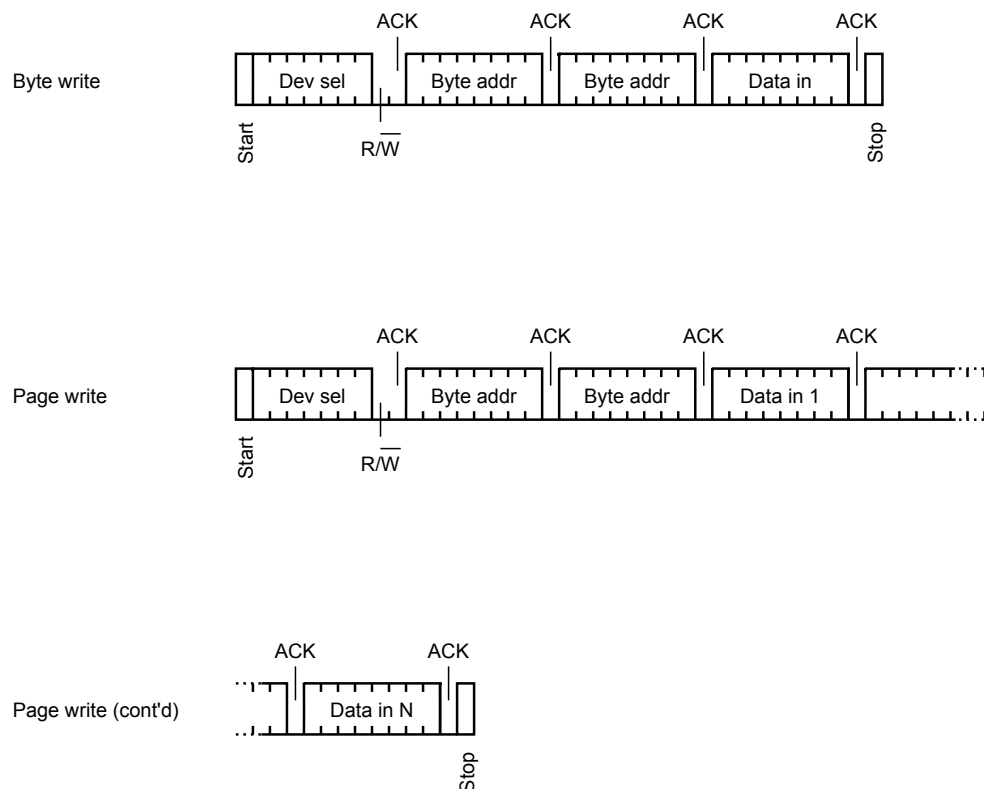 ACK ACK ACK ACK
Byte write Dev sel Byte addr Byte addr Data in
Start R/W̅ Stop
ACK ACK ACK ACK
Page write Dev sel Byte addr Byte addr Data in 1
Start R/W̅
ACK ACK
Page write (cont'd) Data in N
Stop